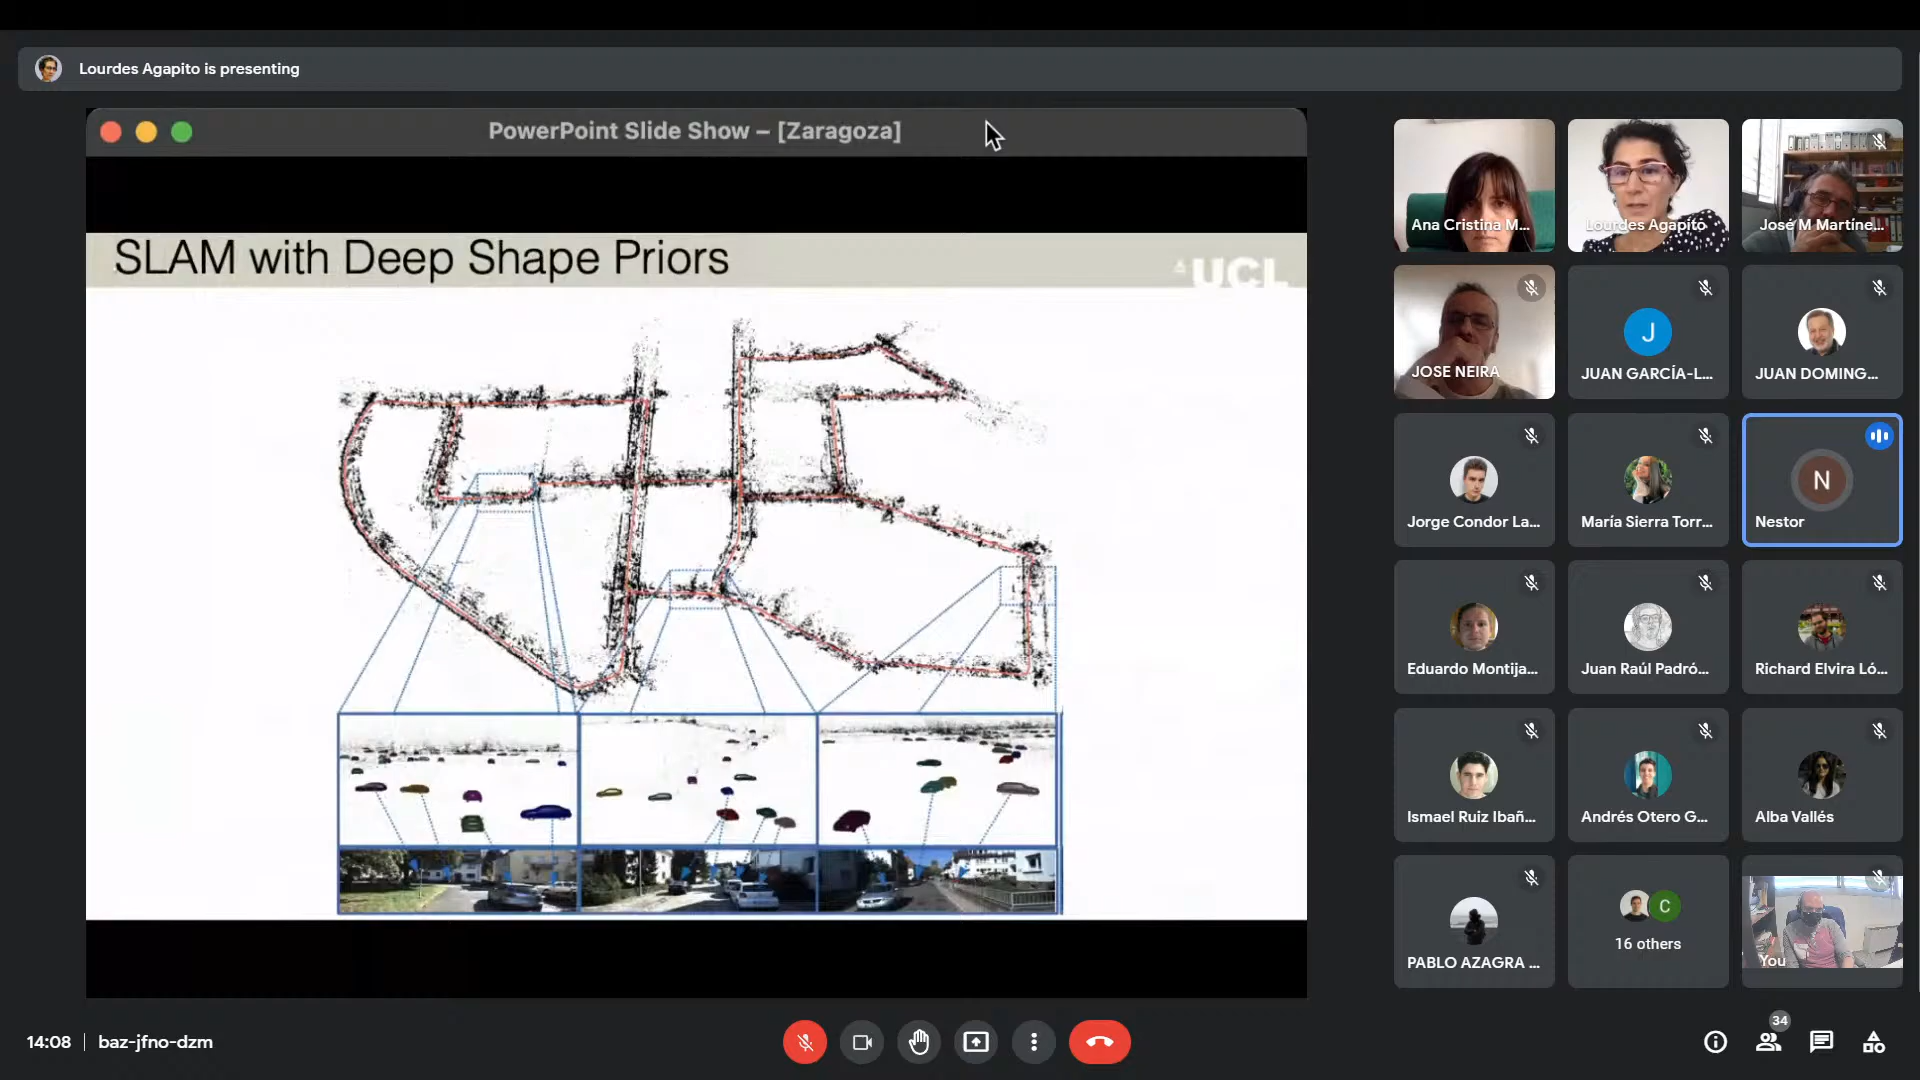 Lourdes Agapito is presenting
PowerPoint Slide Show – [Zaragoza]
SLAM with Deep Shape Priors
UCL
Ana Cristina M...
Lourdes Agapito
José M Martíne...
JOSE NEIRA
J
JUAN GARCÍA-L...
JUAN DOMING...
Jorge Condor La...
María Sierra Torr...
N
Nestor
Eduardo Montija...
Juan Raúl Padró...
Richard Elvira Ló...
Ismael Ruiz Ibañ...
Andrés Otero G...
Alba Vallés
PABLO AZAGRA ...
C
16 others
You
14:08
baz-jfno-dzm
34